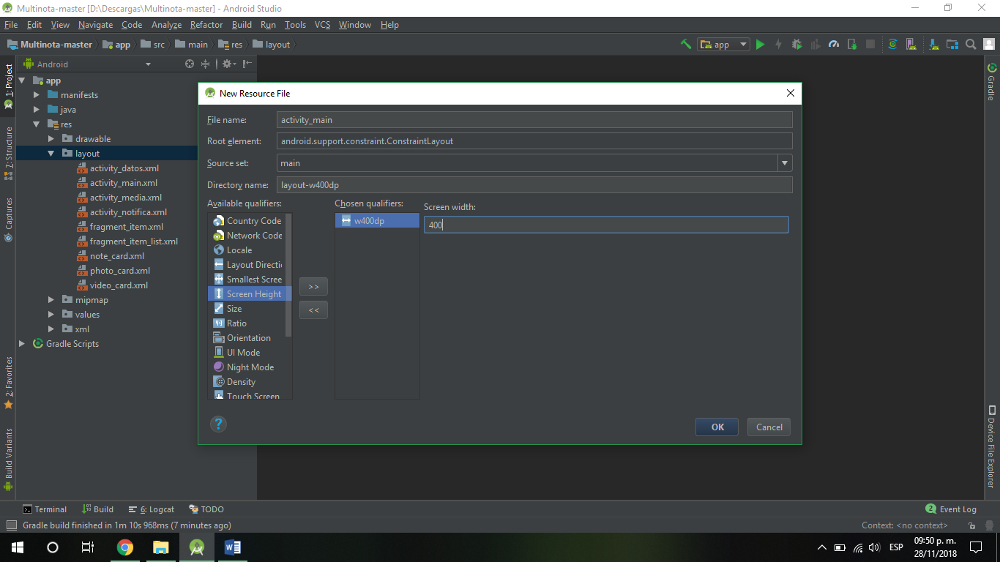 Multinota-master [D:\Descargas\Multinota-master] - Android Studio
File Edit View Navigate Code Analyze Refactor Build Run Tools VCS Window Help
Multinota-master app src main res layout
app
Android
1: Project
7: Structure
Captures
2: Favorites
Build Variants
app
manifests
java
res
drawable
layout
activity_datos.xml
activity_main.xml
activity_media.xml
activity_notifica.xml
fragment_item.xml
fragment_item_list.xml
note_card.xml
photo_card.xml
video_card.xml
mipmap
values
xml
Gradle Scripts
New Resource File
File name: activity_main
Root element: android.support.constraint.ConstraintLayout
Source set: main
Directory name: layout-w400dp
Available qualifiers:
Country Code
Network Code
Locale
Layout Directi
Smallest Scree
Screen Height
Size
Ratio
Orientation
UI Mode
Night Mode
Density
Touch Screen
>>
<<
Chosen qualifiers:
w400dp
Screen width:
400
?
OK
Cancel
Gradle
Device File Explorer
Terminal Build 6: Logcat TODO
2 Event Log
Gradle build finished in 1m 10s 968ms (7 minutes ago)
Context: <no context>
ESP
09:50 p. m.
28/11/2018